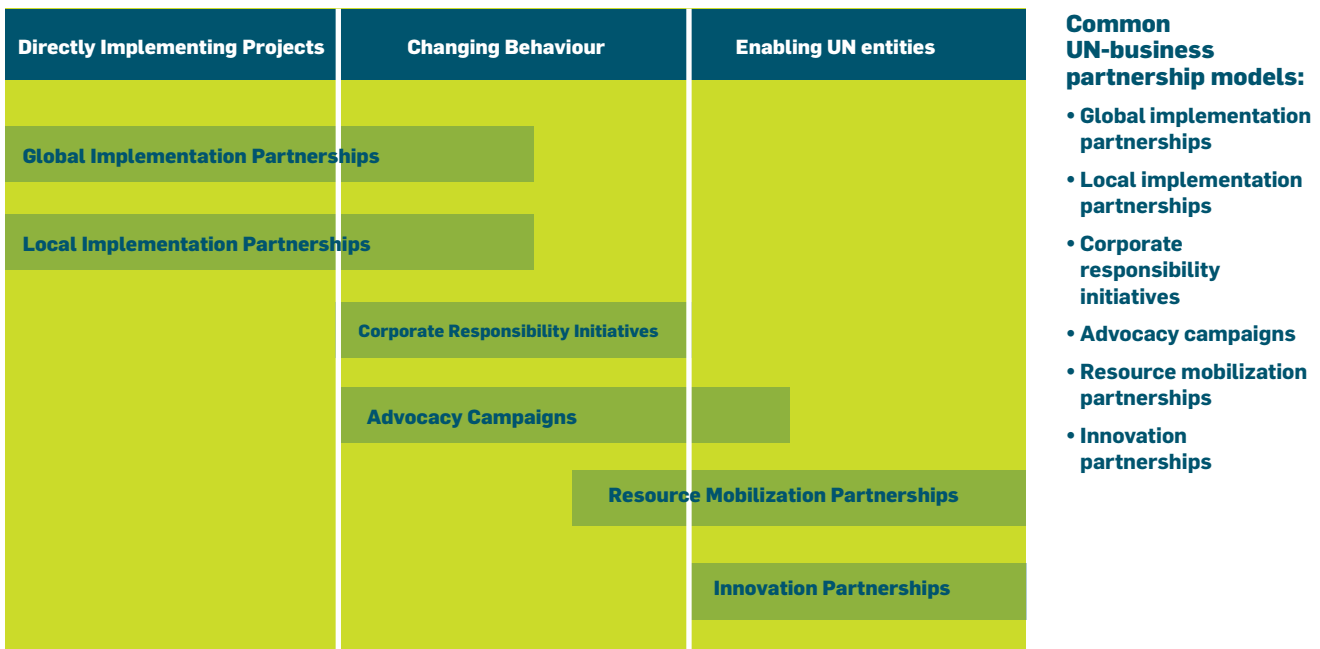 Directly Implementing Projects
Changing Behaviour
Enabling UN entities
Global Implementation Partnerships
Local Implementation Partnerships
Corporate Responsibility Initiatives
Advocacy Campaigns
Resource Mobilization Partnerships
Innovation Partnerships
Common
UN-business
partnership models:
• Global implementation
partnerships
• Local implementation
partnerships
• Corporate
responsibility
initiatives
• Advocacy campaigns
• Resource mobilization
partnerships
• Innovation
partnerships